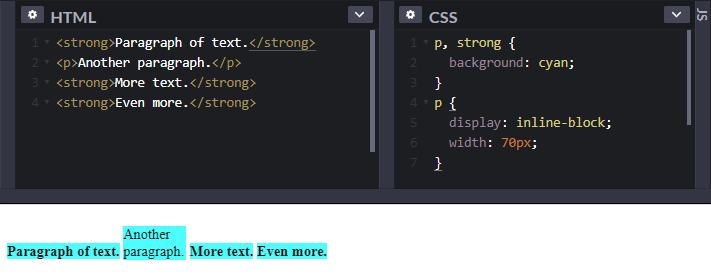 HTML
1 <strong>Paragraph of text.</strong>
2 <p>Another paragraph.</p>
3 <strong>More text.</strong>
4 <strong>Even more.</strong>
CSS
1 p, strong {
2 background: cyan;
3 }
4 p {
5 display: inline-block;
6 width: 70px;
7 }
JS
Another
Paragraph of text. paragraph. More text. Even more.